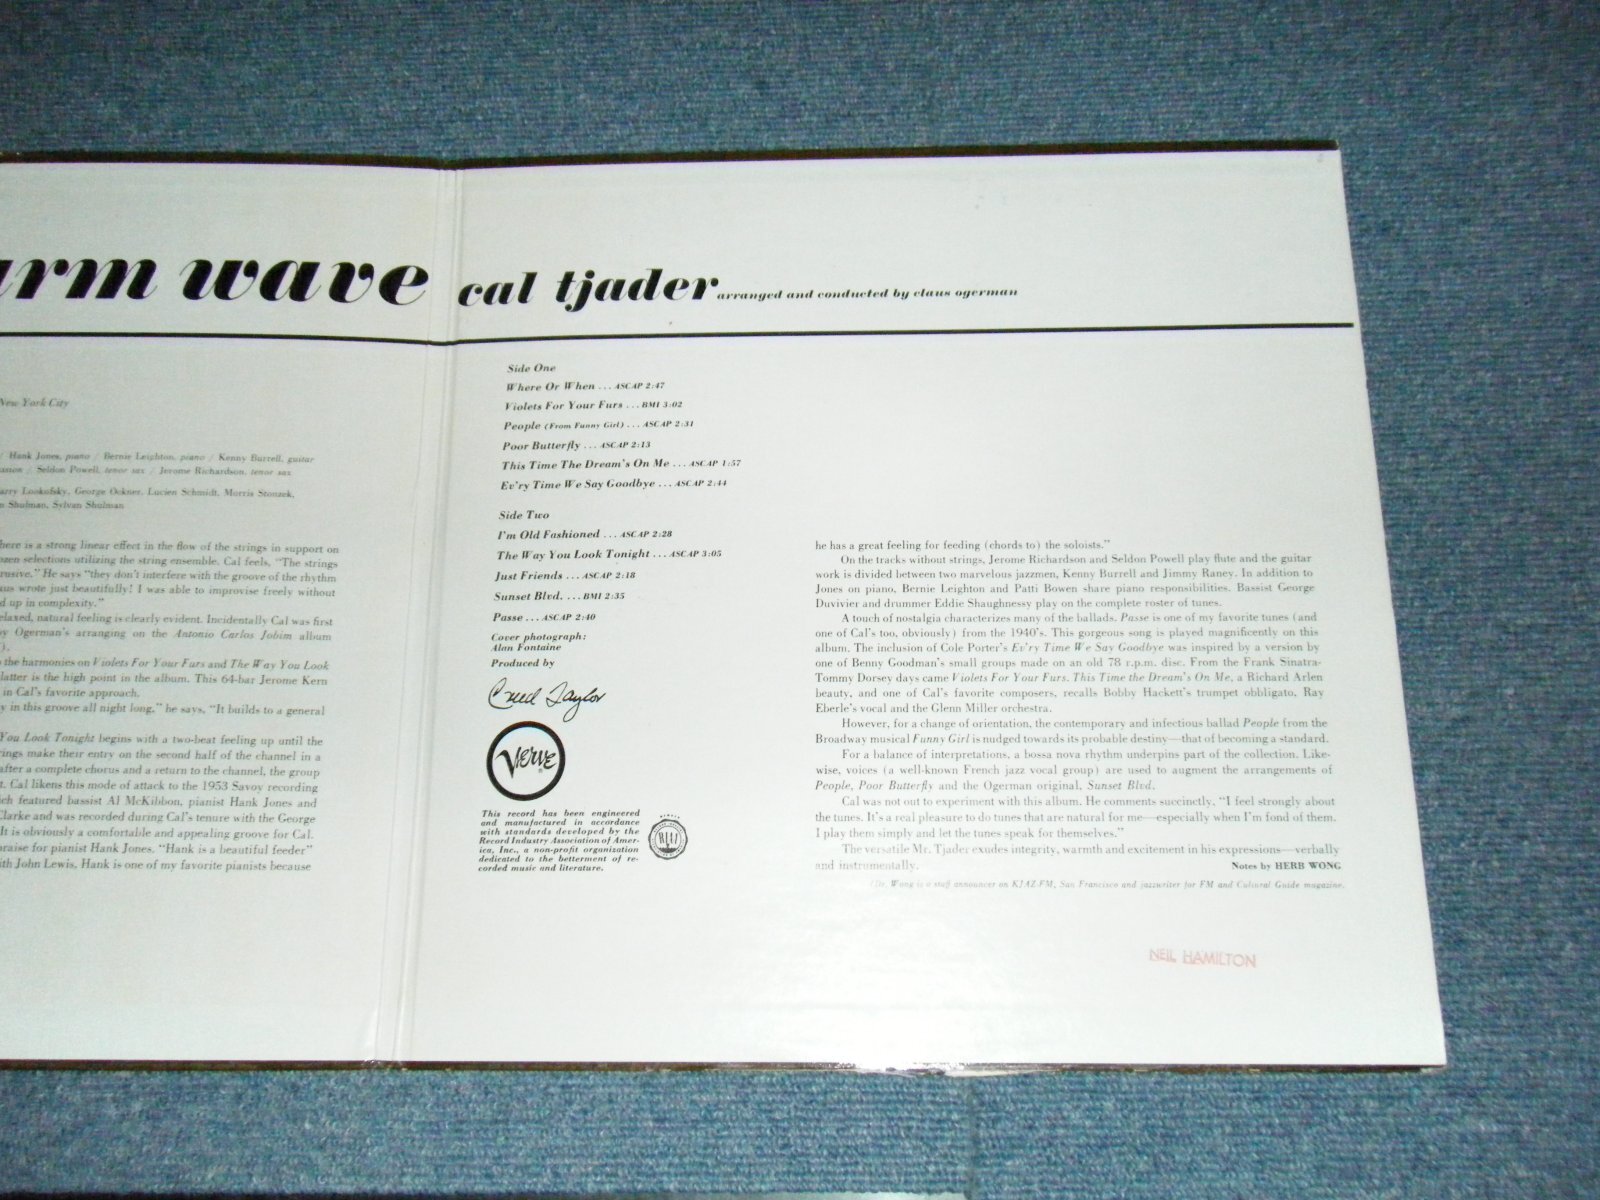 arm wave cal tjader arranged and conducted by claus ogerman
New York City
/ Hank Jones, piano / Bernie Leighton, piano / Kenny Burrell, guitar
/ Seldon Powell, tenor sax / Jerome Richardson, tenor sax
Harry Lookofsky, George Ockner, Lucien Schmidt, Morris Stonzek,
Shulman, Sylvan Shulman
here is a strong linear effect in the flow of the strings in support on
ozen selections utilizing the string ensemble. Cal feels, "The strings
rusive." He says "they don't interfere with the groove of the rhythm
aus wrote just beautifully! I was able to improvise freely without
d up in complexity."
elaxed, natural feeling is clearly evident. Incidentally Cal was first
by Ogerman's arranging on the Antonio Carlos Jobim album
).
the harmonies on Violets For Your Furs and The Way You Look
latter is the high point in the album. This 64-bar Jerome Kern
in Cal's favorite approach.
y in this groove all night long," he says, "It builds to a general
You Look Tonight begins with a two-beat feeling up until the
ings make their entry on the second half of the channel in a
after a complete chorus and a return to the channel, the group
t. Cal likens this mode of attack to the 1953 Savoy recording
ch featured bassist Al McKibbon, pianist Hank Jones and
Clarke and was recorded during Cal's tenure with the George
It is obviously a comfortable and appealing groove for Cal.
praise for pianist Hank Jones. "Hank is a beautiful feeder"
ith John Lewis, Hank is one of my favorite pianists because
Side One
Where Or When ... ASCAP 2:47
Violets For Your Furs ... BMI 3:02
People (From Funny Girl) ... ASCAP 2:31
Poor Butterfly ... ASCAP 2:13
This Time The Dream's On Me ... ASCAP 1:57
Ev'ry Time We Say Goodbye ... ASCAP 2:44
Side Two
I'm Old Fashioned ... ASCAP 2:28
The Way You Look Tonight ... ASCAP 3:05
Just Friends ... ASCAP 2:18
Sunset Blvd. ... BMI 2:35
Passe ... ASCAP 2:40
Cover photograph:
Alan Fontaine
Produced by
Creed Taylor
Verve
This record has been engineered
and manufactured in accordance
with standards developed by the
Record Industry Association of Amer-
ica, Inc., a non-profit organization
dedicated to the betterment of re-
corded music and literature.
RIAA
he has a great feeling for feeding (chords to) the soloists."
On the tracks without strings, Jerome Richardson and Seldon Powell play flute and the guitar
work is divided between two marvelous jazzmen, Kenny Burrell and Jimmy Raney. In addition to
Jones on piano, Bernie Leighton and Patti Bowen share piano responsibilities. Bassist George
Duvivier and drummer Eddie Shaughnessy play on the complete roster of tunes.
A touch of nostalgia characterizes many of the ballads. Passe is one of my favorite tunes (and
one of Cal's too, obviously) from the 1940's. This gorgeous song is played magnificently on this
album. The inclusion of Cole Porter's Ev'ry Time We Say Goodbye was inspired by a version by
one of Benny Goodman's small groups made on an old 78 r.p.m. disc. From the Frank Sinatra-
Tommy Dorsey days came Violets For Your Furs. This Time the Dream's On Me, a Richard Arlen
beauty, and one of Cal's favorite composers, recalls Bobby Hackett's trumpet obbligato, Ray
Eberle's vocal and the Glenn Miller orchestra.
However, for a change of orientation, the contemporary and infectious ballad People from the
Broadway musical Funny Girl is nudged towards its probable destiny—that of becoming a standard.
For a balance of interpretations, a bossa nova rhythm underpins part of the collection. Like-
wise, voices (a well-known French jazz vocal group) are used to augment the arrangements of
People, Poor Butterfly and the Ogerman original, Sunset Blvd.
Cal was not out to experiment with this album. He comments succinctly, "I feel strongly about
the tunes. It's a real pleasure to do tunes that are natural for me—especially when I'm fond of them.
I play them simply and let the tunes speak for themselves."
The versatile Mr. Tjader exudes integrity, warmth and excitement in his expressions—verbally
and instrumentally. Notes by HERB WONG
(Dr. Wong is a staff announcer on KJAZ-FM, San Francisco and jazzwriter for FM and Cultural Guide magazine.
NEIL HAMILTON